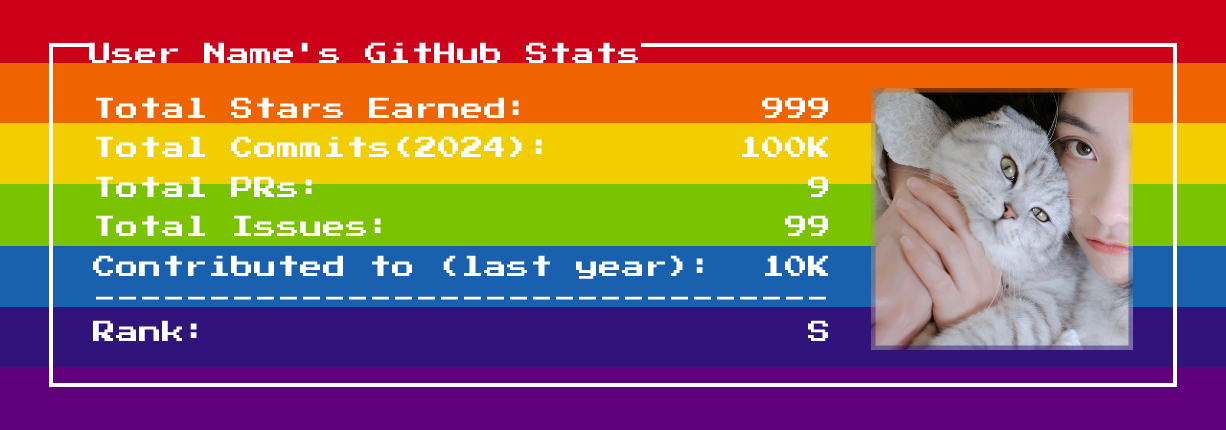 User Name's GitHub Stats
Total Stars Earned: 999
Total Commits(2024): 100K
Total PRs: 9
Total Issues: 99
Contributed to (last year): 10K
--------------------------------
Rank: S